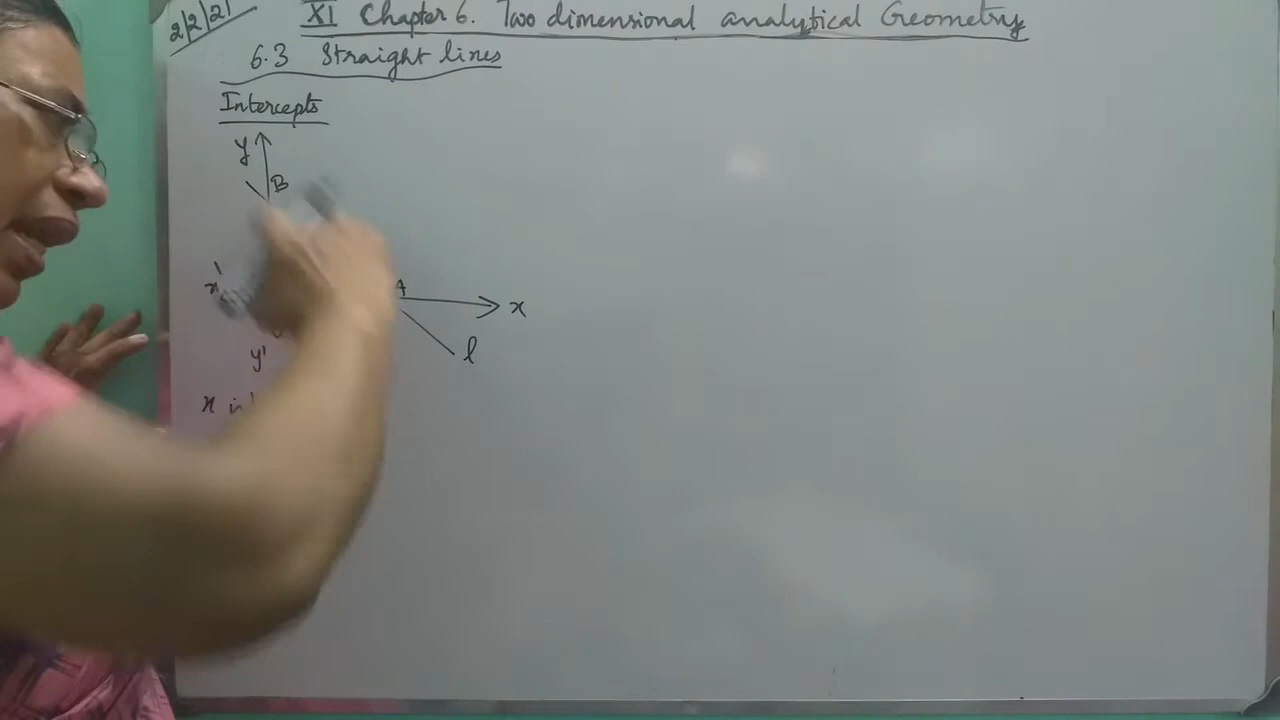 2/2/21
XI Chapter 6. Two dimensional analytical Geometry
6.3 Straight lines
Intercepts
y
B
x'
A
x
l
y'
x